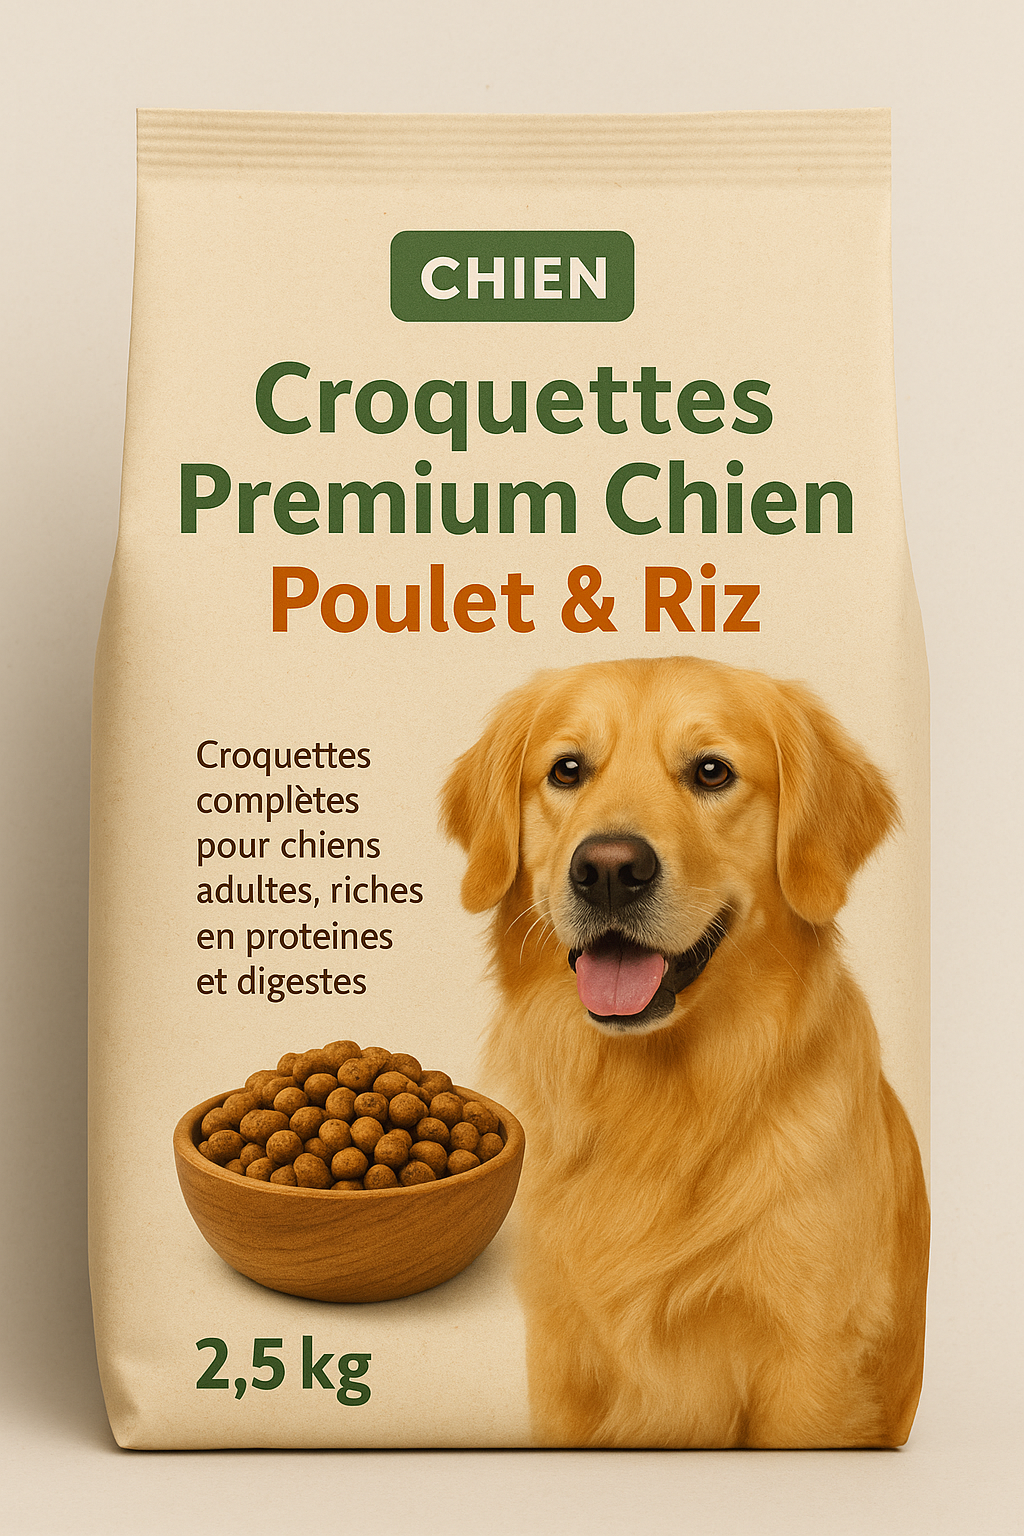 CHIEN
Croquettes
Premium Chien
Poulet & Riz
Croquettes
complètes
pour chiens
adultes, riches
en proteines
et digestes
2,5 kg